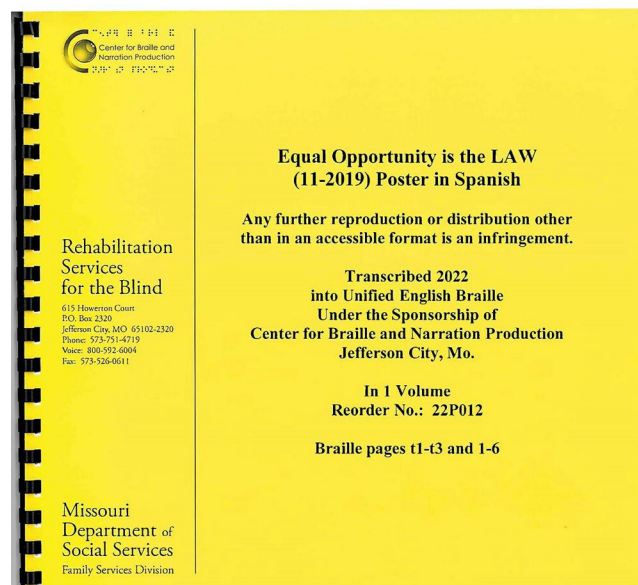 Center for Braille and
Narration Production
Rehabilitation
Services
for the Blind
615 Howerton Court
P.O. Box 2320
Jefferson City, MO 65102-2320
Phone: 573-751-4719
Voice: 800-592-6004
Fax: 573-526-0611
Missouri
Department of
Social Services
Family Services Division
Equal Opportunity is the LAW
(11-2019) Poster in Spanish
Any further reproduction or distribution other
than in an accessible format is an infringement.
Transcribed 2022
into Unified English Braille
Under the Sponsorship of
Center for Braille and Narration Production
Jefferson City, Mo.
In 1 Volume
Reorder No.: 22P012
Braille pages t1-t3 and 1-6